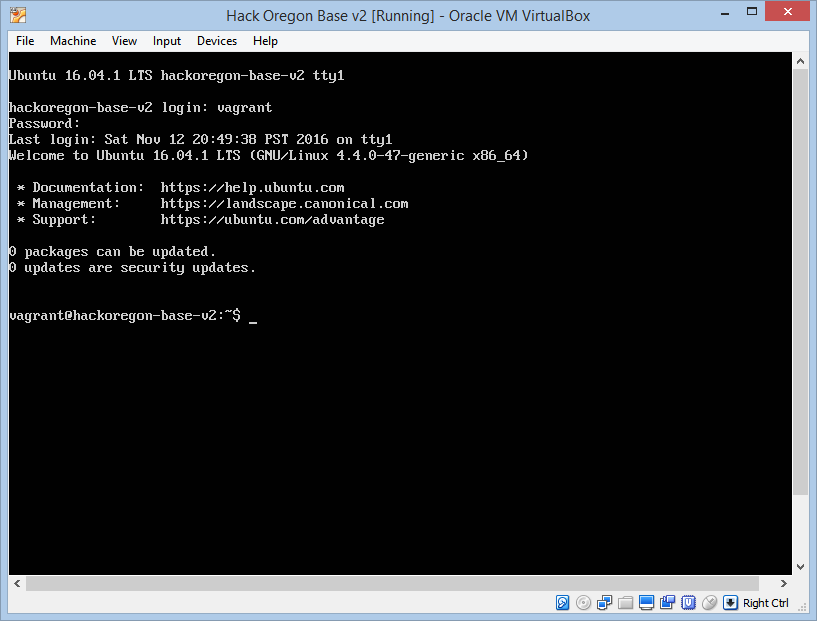 Hack Oregon Base v2 [Running] - Oracle VM VirtualBox
File Machine View Input Devices Help
Ubuntu 16.04.1 LTS hackoregon-base-v2 tty1
hackoregon-base-v2 login: vagrant
Password:
Last login: Sat Nov 12 20:49:38 PST 2016 on tty1
Welcome to Ubuntu 16.04.1 LTS (GNU/Linux 4.4.0-47-generic x86_64)
* Documentation: https://help.ubuntu.com
* Management: https://landscape.canonical.com
* Support: https://ubuntu.com/advantage
0 packages can be updated.
0 updates are security updates.
vagrant@hackoregon-base-v2:~$ _
Right Ctrl